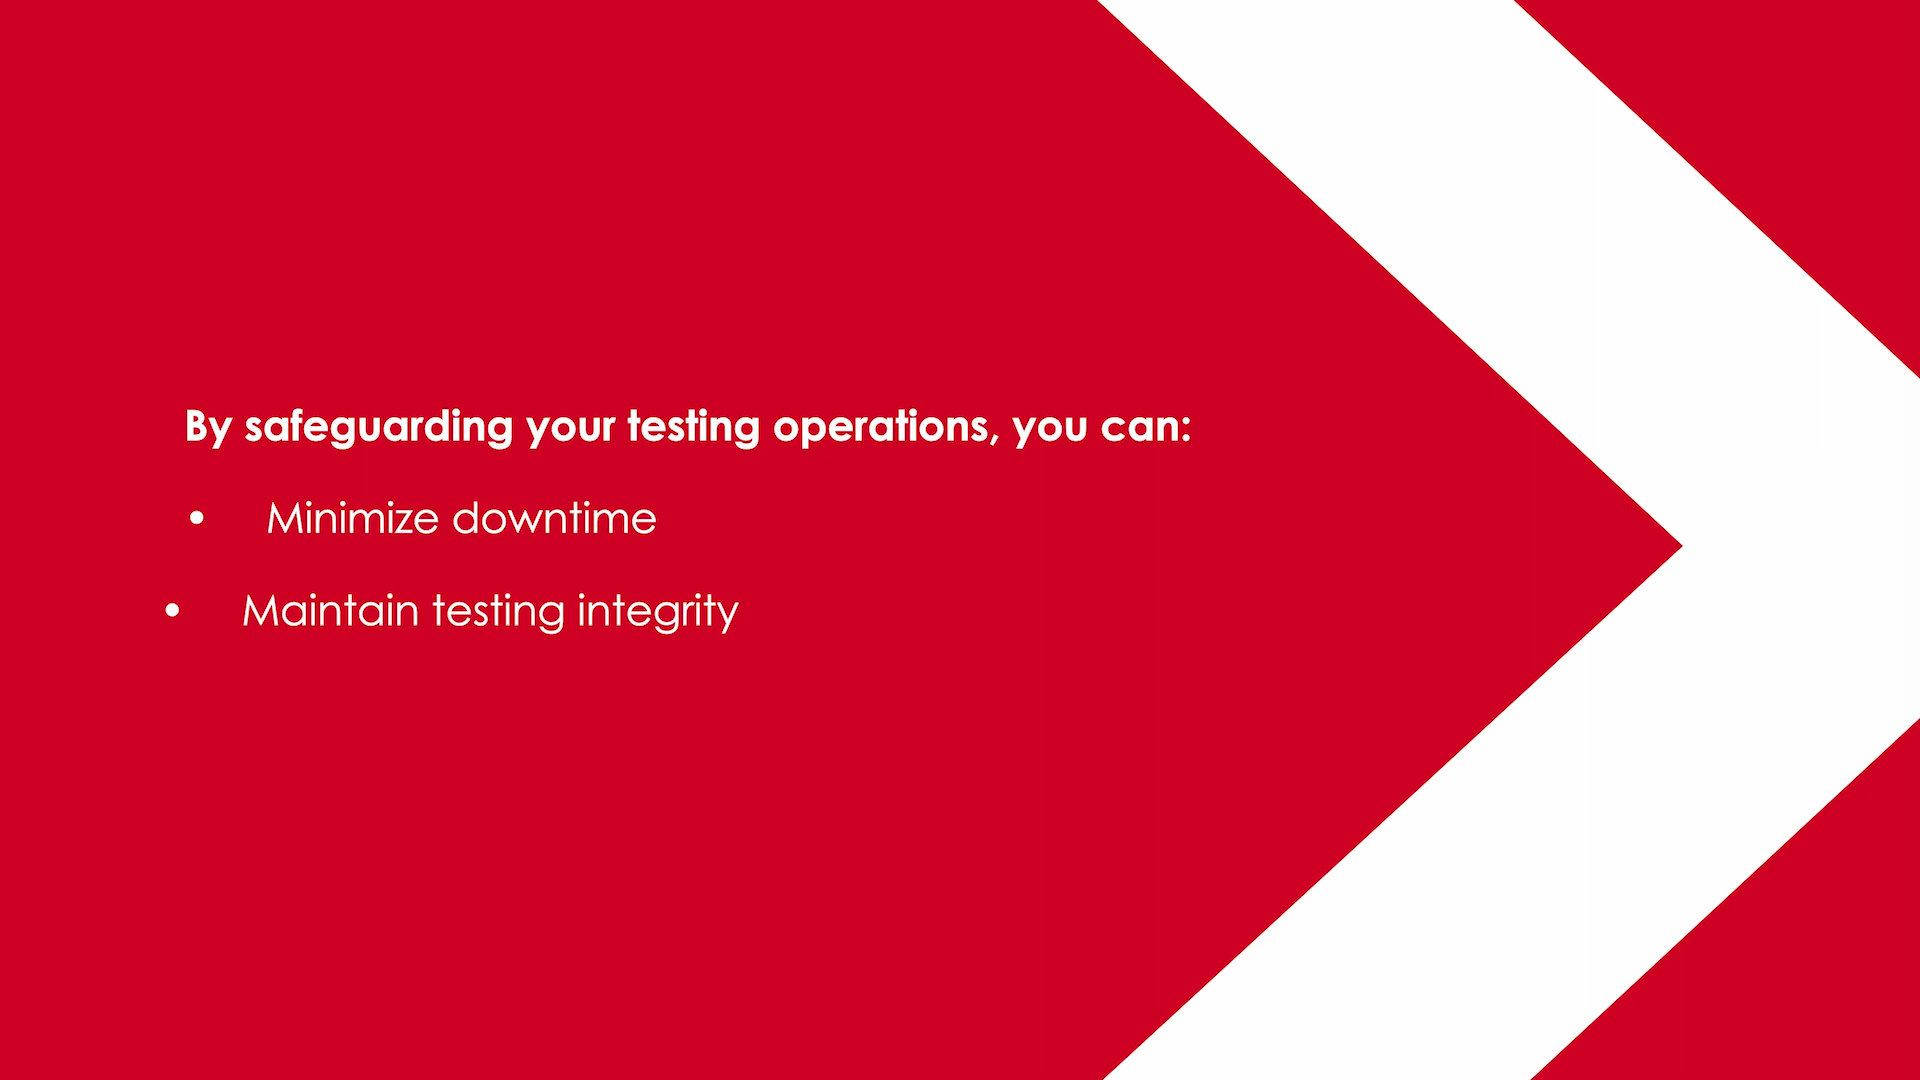 By safeguarding your testing operations, you can:
• Minimize downtime
• Maintain testing integrity